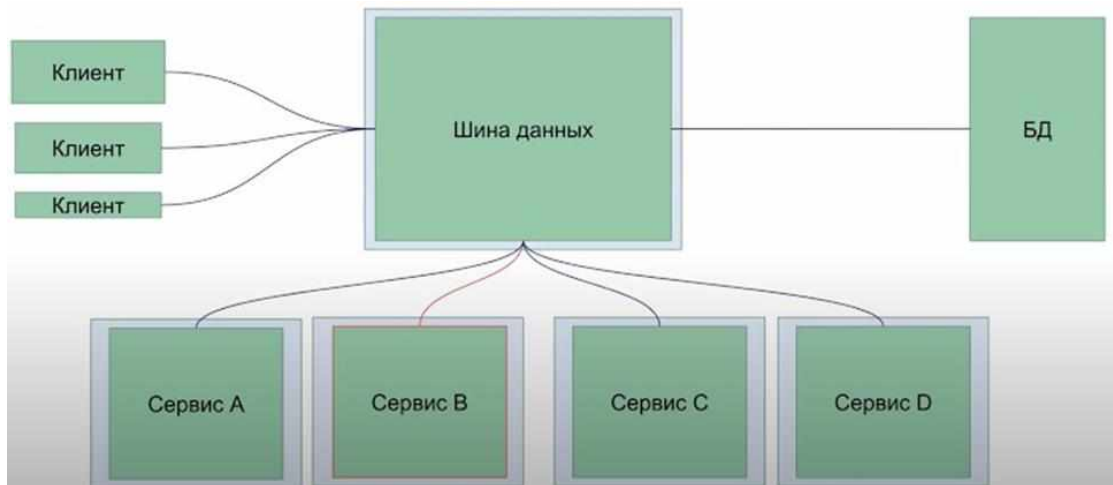 Клиент
Клиент
Клиент
Шина данных
БД
Сервис A
Сервис B
Сервис C
Сервис D